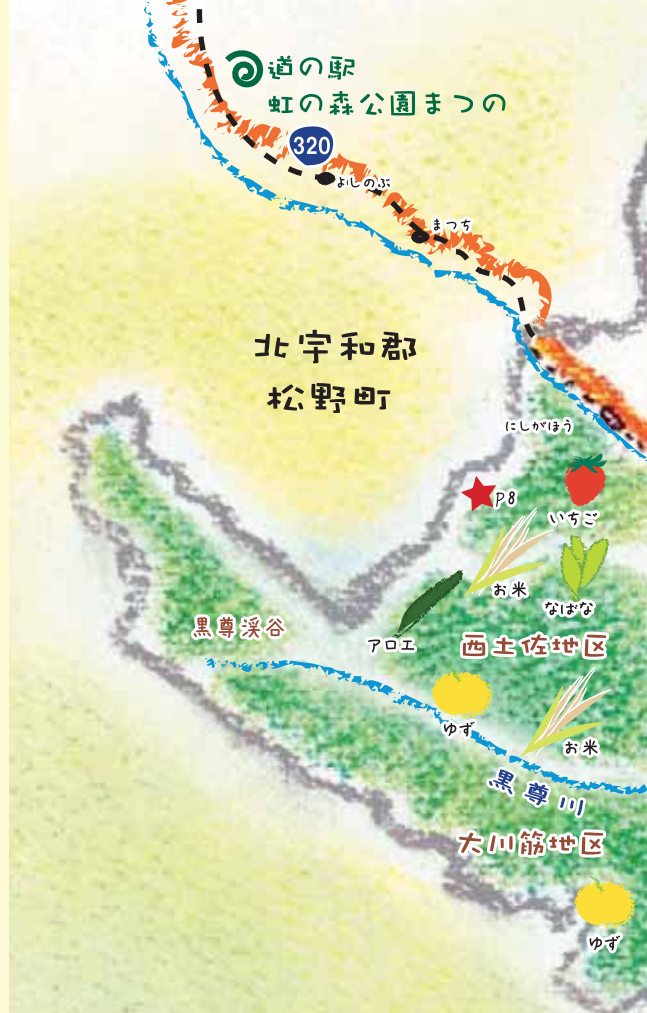 道の駅
虹の森公園まつの
320
よしのぶ
まつち
北宇和郡
松野町
にしがほう
P8
いちご
お米
なばな
アロエ
黒尊渓谷
西土佐地区
ゆず
お米
黒尊川
大川筋地区
ゆず